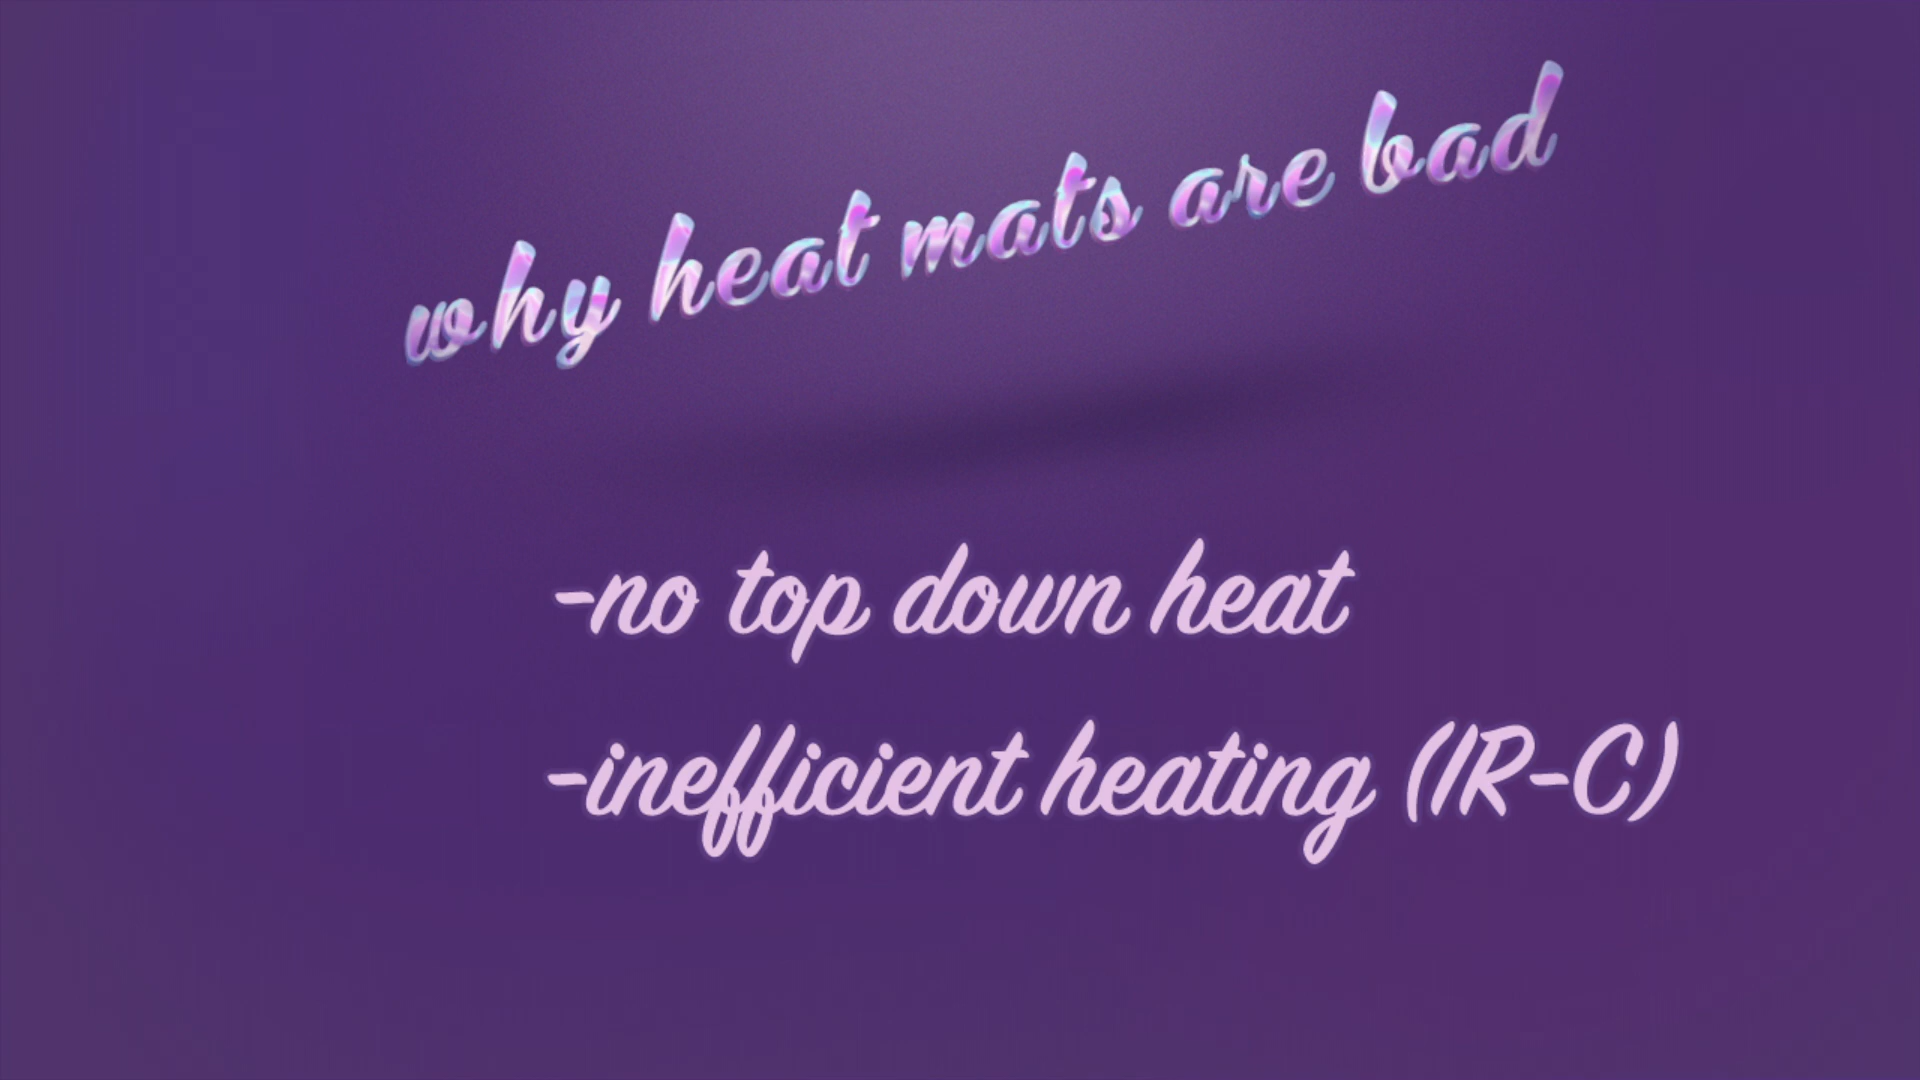 why heat mats are bad
-no top down heat
-inefficient heating (IR-C)